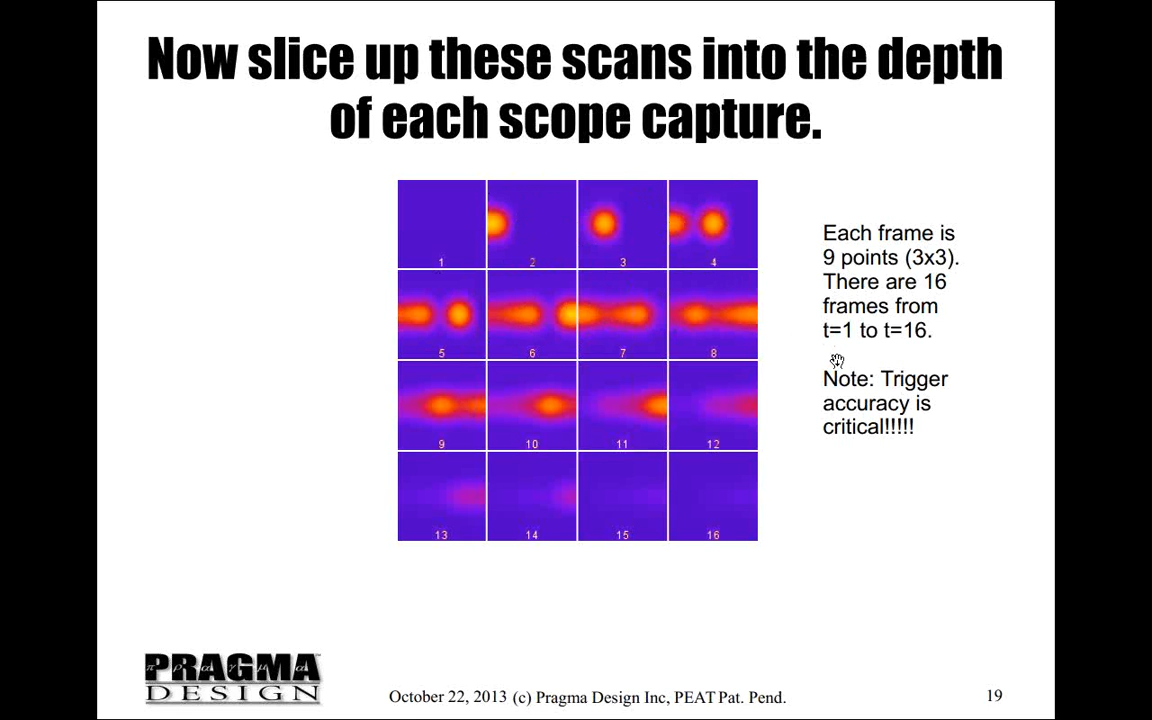 Now slice up these scans into the depth
of each scope capture.
1 2 3 4
5 6 7 8
9 10 11 12
13 14 15 16
Each frame is
9 points (3x3).
There are 16
frames from
t=1 to t=16.
Note: Trigger
accuracy is
critical!!!!!
PRAGMA
DESIGN
October 22, 2013 (c) Pragma Design Inc, PEAT Pat. Pend.
19